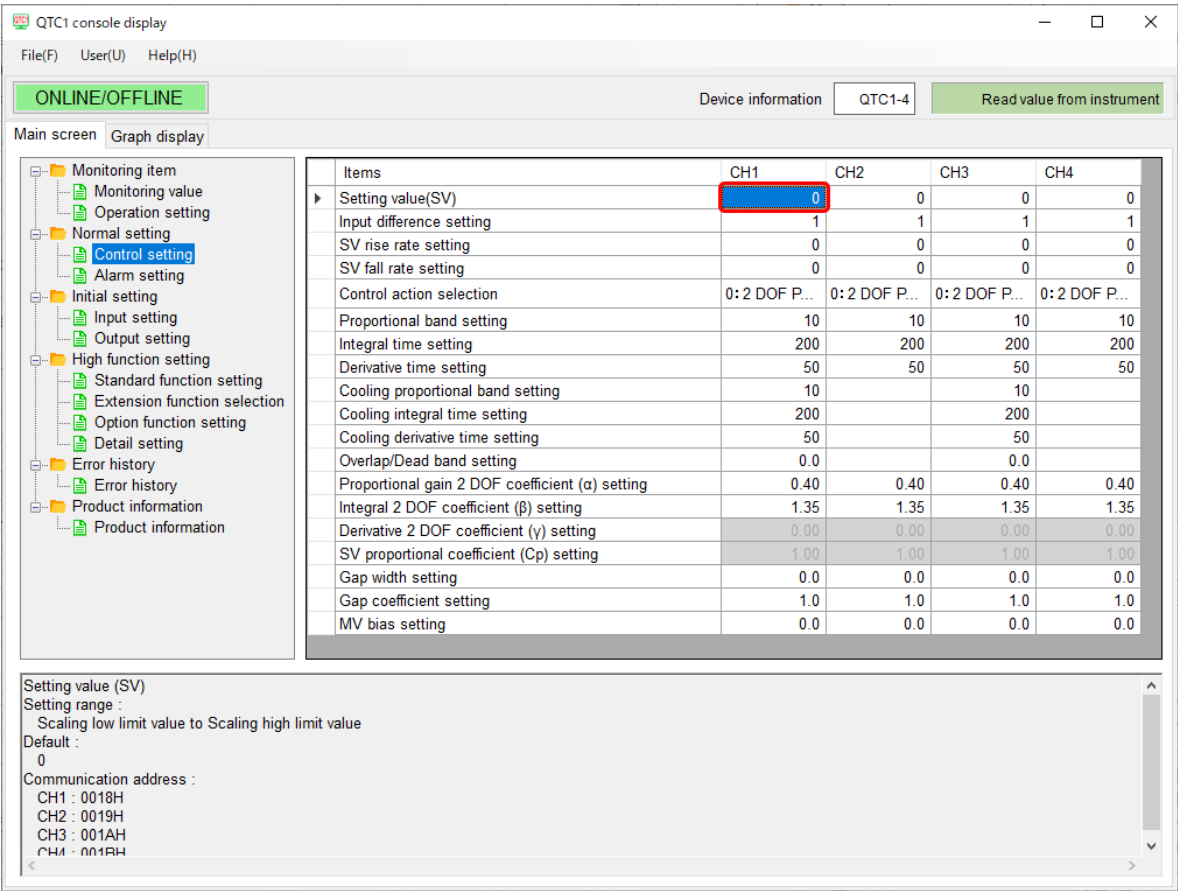 QTC1 QTC1 console display
File(F) User(U) Help(H)
ONLINE/OFFLINE Device information QTC1-4 Read value from instrument
Main screen Graph display
Monitoring item
Monitoring value
Operation setting
Normal setting
Control setting
Alarm setting
Initial setting
Input setting
Output setting
High function setting
Standard function setting
Extension function selection
Option function setting
Detail setting
Error history
Error history
Product information
Product information
Items CH1 CH2 CH3 CH4
Setting value(SV) 0 0 0 0
Input difference setting 1 1 1 1
SV rise rate setting 0 0 0 0
SV fall rate setting 0 0 0 0
Control action selection 0: 2 DOF P... 0: 2 DOF P... 0: 2 DOF P... 0: 2 DOF P...
Proportional band setting 10 10 10 10
Integral time setting 200 200 200 200
Derivative time setting 50 50 50 50
Cooling proportional band setting 10 10
Cooling integral time setting 200 200
Cooling derivative time setting 50 50
Overlap/Dead band setting 0.0 0.0
Proportional gain 2 DOF coefficient (α) setting 0.40 0.40 0.40 0.40
Integral 2 DOF coefficient (β) setting 1.35 1.35 1.35 1.35
Derivative 2 DOF coefficient (γ) setting 0.00 0.00 0.00 0.00
SV proportional coefficient (Cp) setting 1.00 1.00 1.00 1.00
Gap width setting 0.0 0.0 0.0 0.0
Gap coefficient setting 1.0 1.0 1.0 1.0
MV bias setting 0.0 0.0 0.0 0.0
Setting value (SV)
Setting range :
Scaling low limit value to Scaling high limit value
Default :
0
Communication address :
CH1 : 0018H
CH2 : 0019H
CH3 : 001AH
CH4 : 001BH